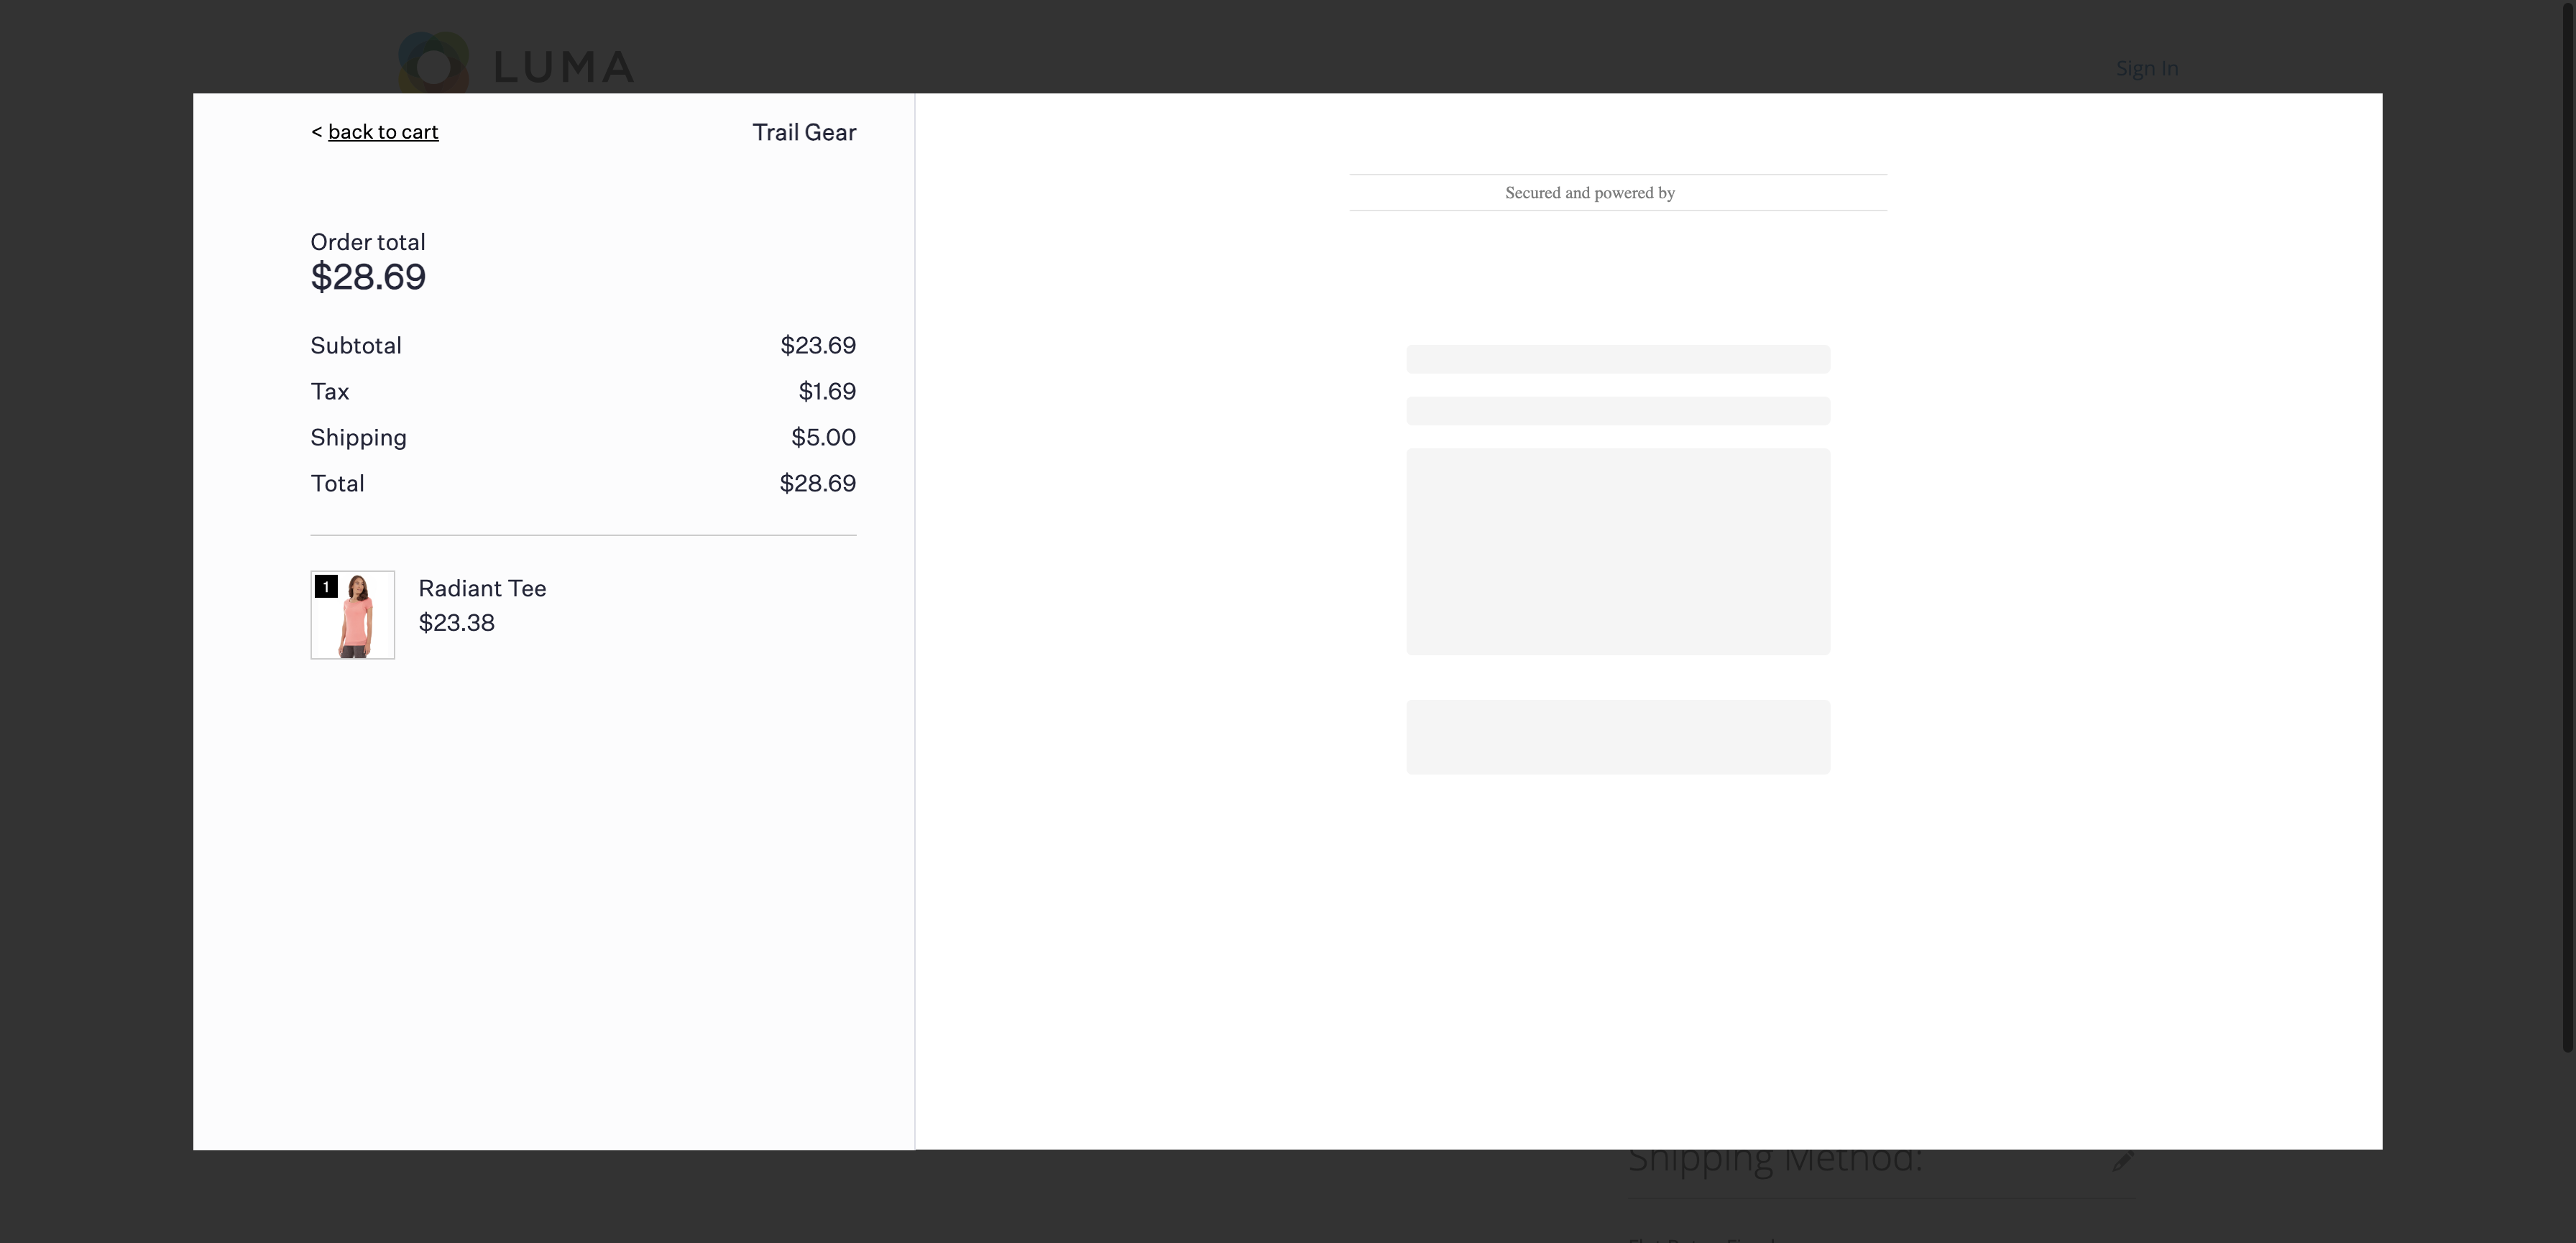 LUMA
Sign In
< back to cart
Trail Gear
Order total
$28.69
Subtotal $23.69
Tax $1.69
Shipping $5.00
Total $28.69
1
Radiant Tee
$23.38
Secured and powered by
Shipping Method: